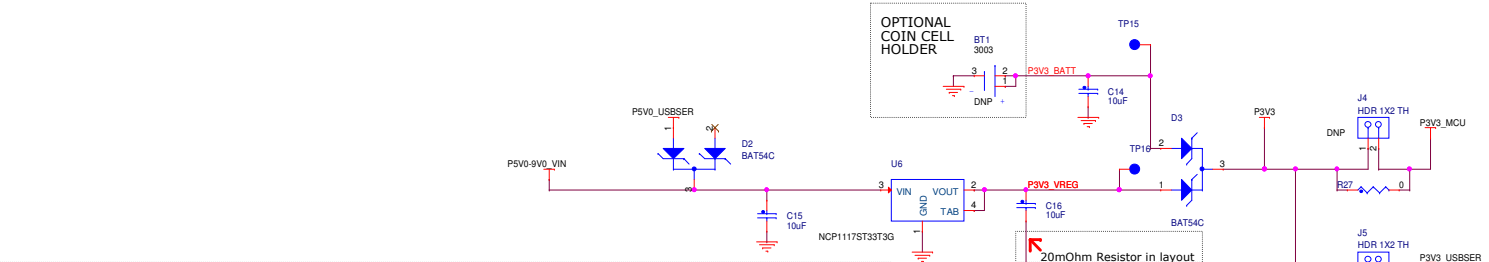 OPTIONAL
COIN CELL
HOLDER
BT1
3003
3
2
1
-
+
DNP
P3V3_BATT
TP15
C14
10uF
P5V0_USBSER
1
2
D2
BAT54C
3
P5V0-9V0_VIN
C15
10uF
U6
3
VIN
VOUT
2
GND
TAB
4
1
NCP1117ST33T3G
P3V3_VREG
C16
10uF
TP16
D3
2
1
3
BAT54C
P3V3
J4
HDR 1X2 TH
DNP
1
2
P3V3_MCU
R27
0
20mOhm Resistor in layout
J5
HDR 1X2 TH
P3V3_USBSER